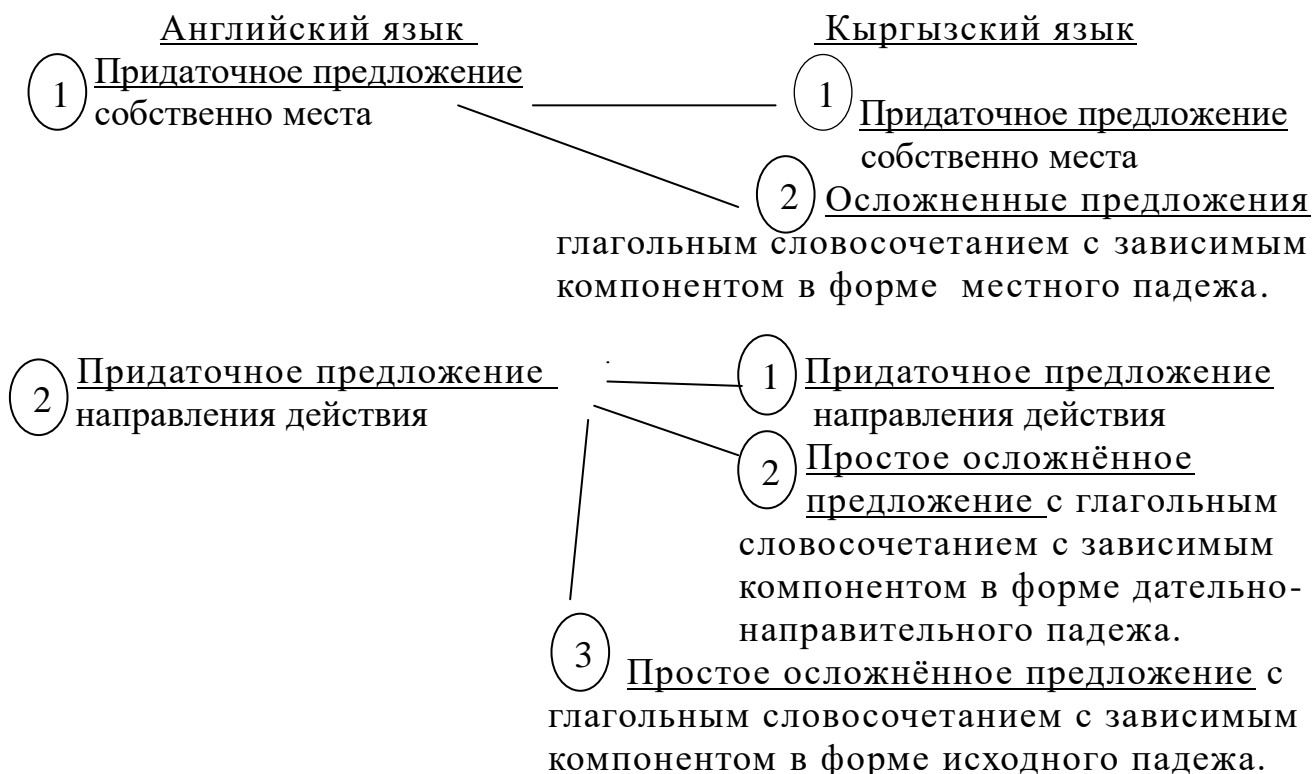 Английский язык Кыргызский язык
1 Придаточное предложение
собственно места
1 Придаточное предложение
собственно места
2 Осложненные предложения
глагольным словосочетанием с зависимым
компонентом в форме местного падежа.
2 Придаточное предложение
направления действия
1 Придаточное предложение
направления действия
2 Простое осложнённое
предложение с глагольным
словосочетанием с зависимым
компонентом в форме дательно-
направительного падежа.
3 Простое осложнённое предложение с
глагольным словосочетанием с зависимым
компонентом в форме исходного падежа.